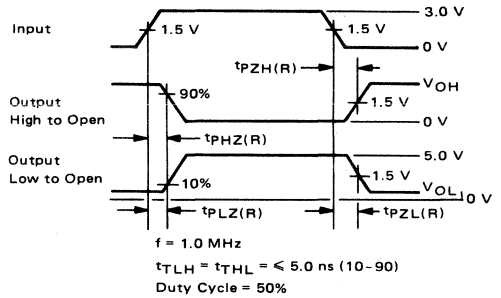 3.0 V
Input
1.5 V
1.5 V
0 V
tPZH(R)
VOH
90%
Output
High to Open
1.5 V
0 V
tPHZ(R)
Output
Low to Open
5.0 V
1.5 V
10%
VOL
0 V
tPLZ(R)
tPZL(R)
f = 1.0 MHz
tTLH = tTHL = ⩽ 5.0 ns (10-90)
Duty Cycle = 50%